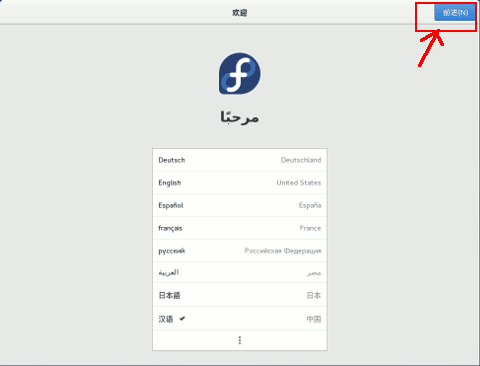 欢迎
前进(N)
مرحبًا
Deutsch Deutschland
English United States
Español España
français France
русский Российская Федерация
العربية مصر
日本語 日本
汉语 ✔ 中国